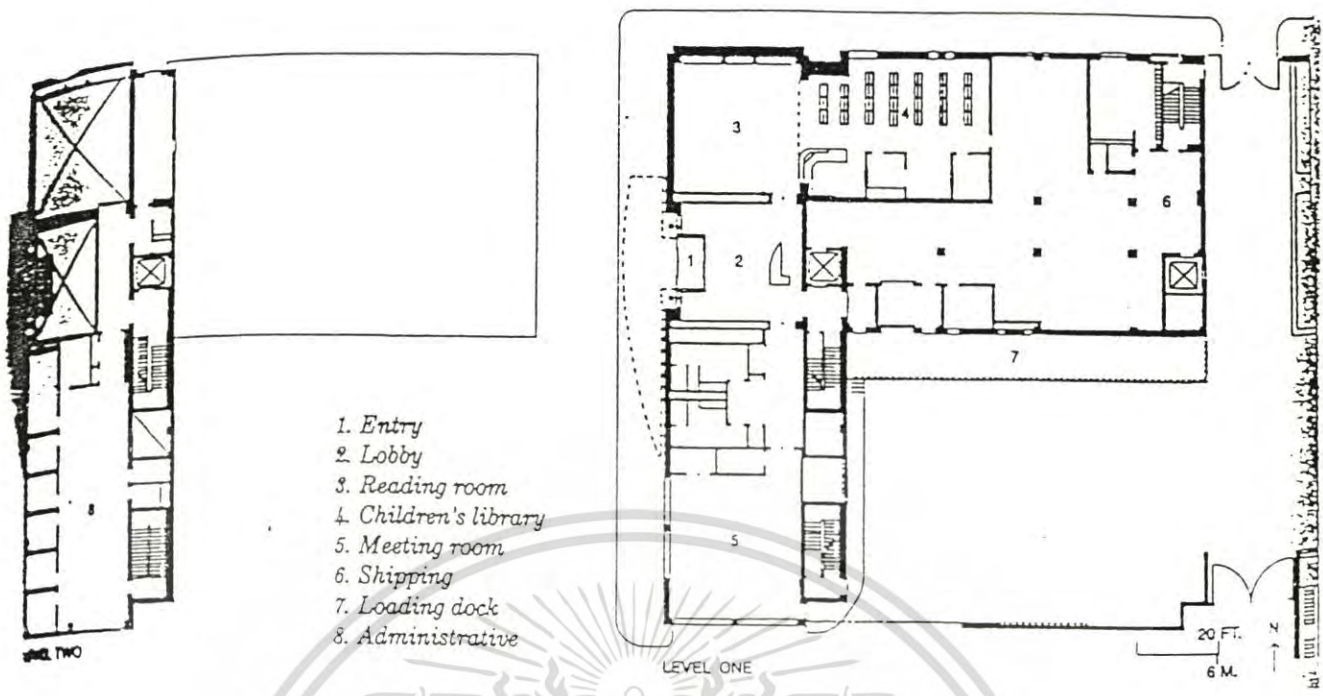 3
4
6
1
2
7
5
8
1. Entry
2. Lobby
3. Reading room
4. Children's library
5. Meeting room
6. Shipping
7. Loading dock
8. Administrative
TWO
LEVEL ONE
20 FT.
6 M.
N